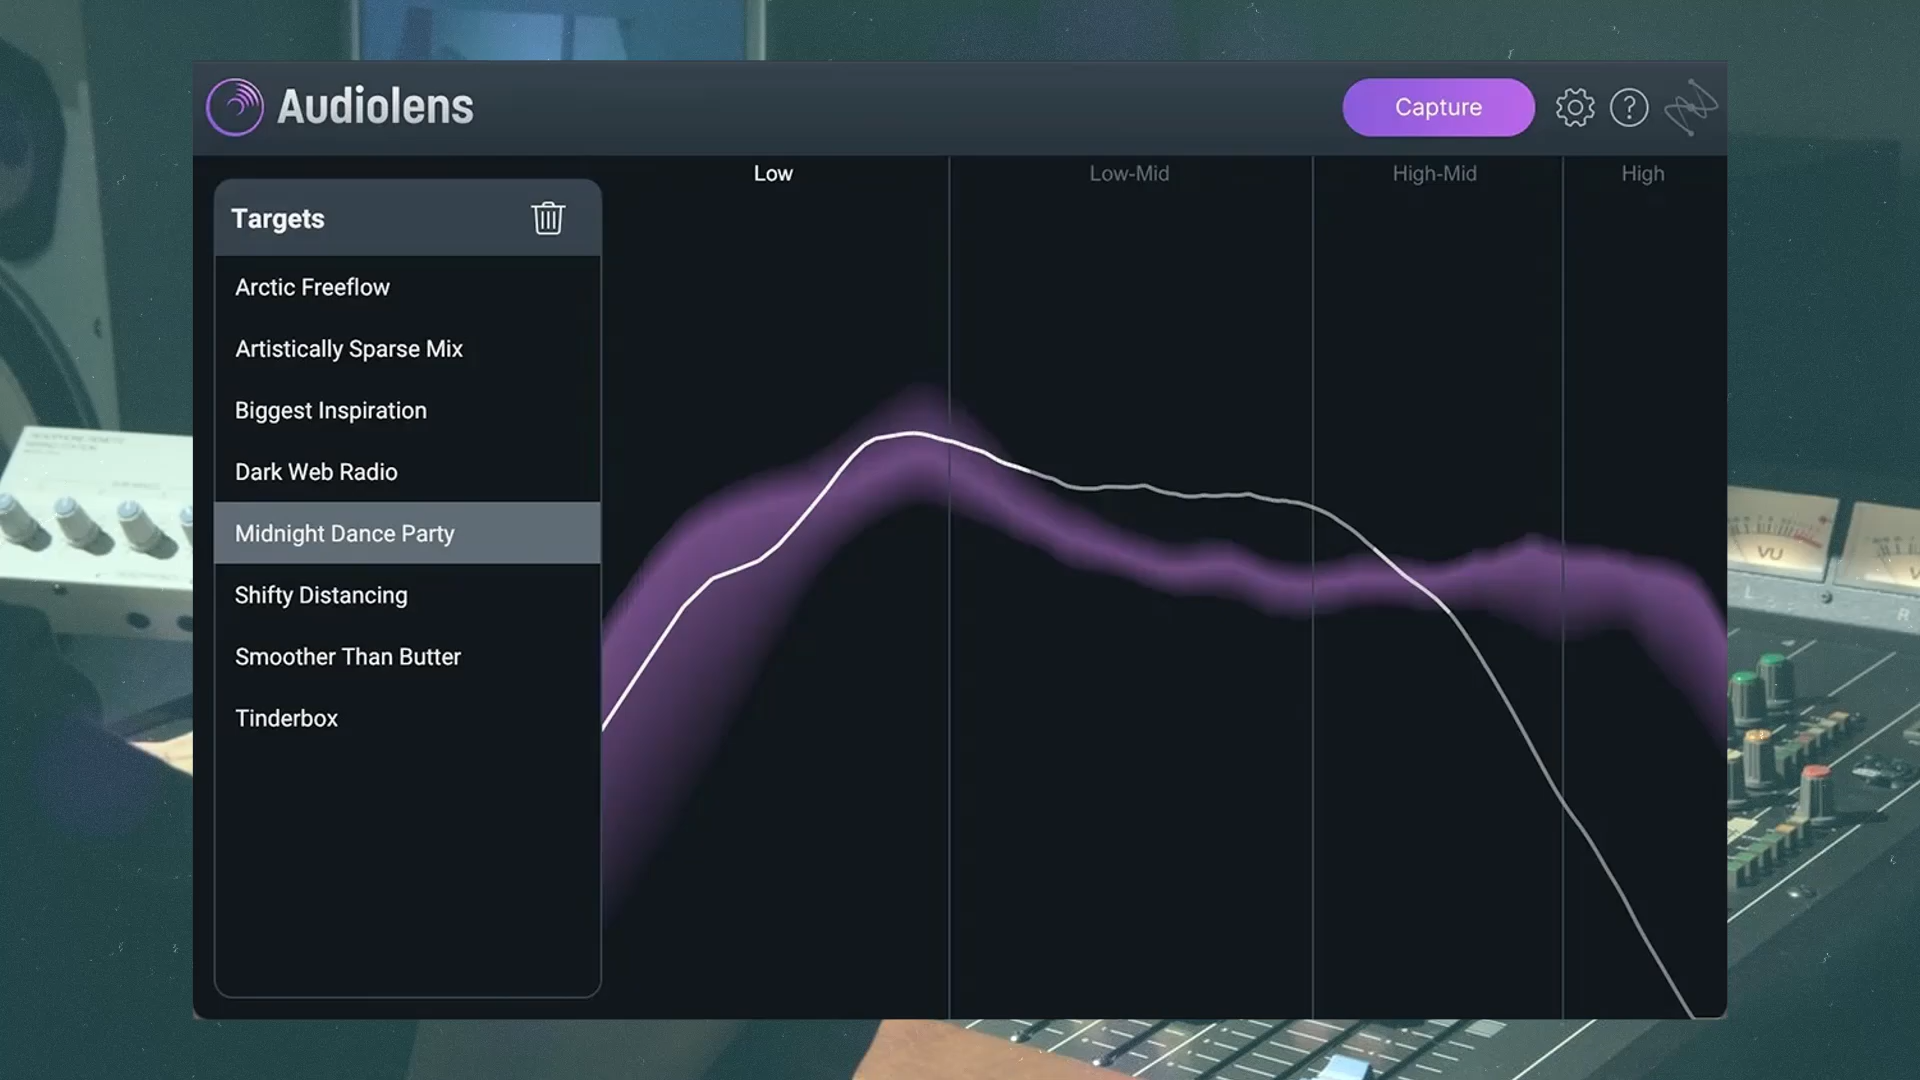 Audiolens
Capture
?
Low
Low-Mid
High-Mid
High
Targets
Arctic Freeflow
Artistically Sparse Mix
Biggest Inspiration
Dark Web Radio
Midnight Dance Party
Shifty Distancing
Smoother Than Butter
Tinderbox
VU
L
R